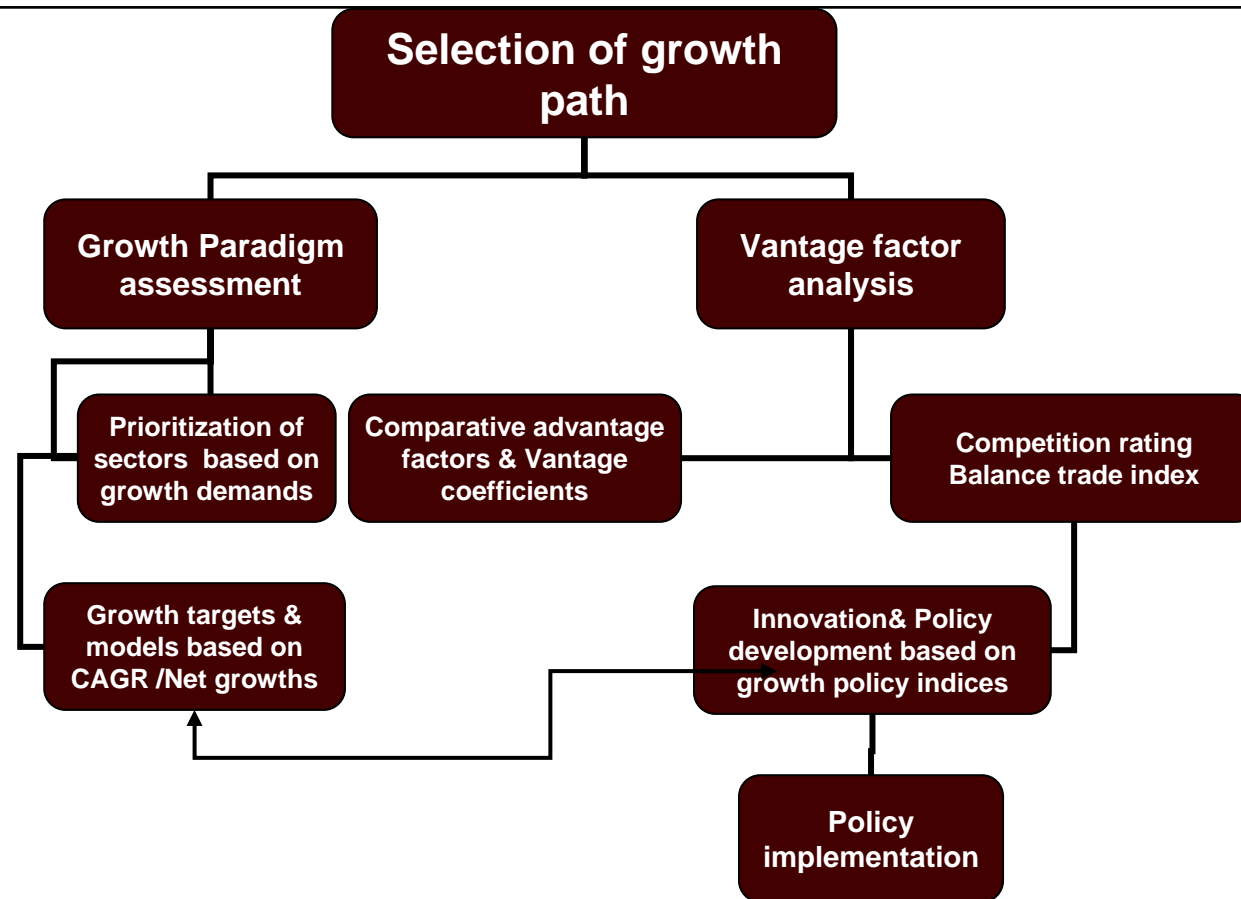 Selection of growth
path
Growth Paradigm
assessment
Vantage factor
analysis
Prioritization of
sectors  based on
growth demands
Comparative advantage
factors & Vantage
coefficients
Competition rating
Balance trade index
Growth targets &
models based on
CAGR /Net growths
Innovation& Policy
development based on
growth policy indices
Policy
implementation